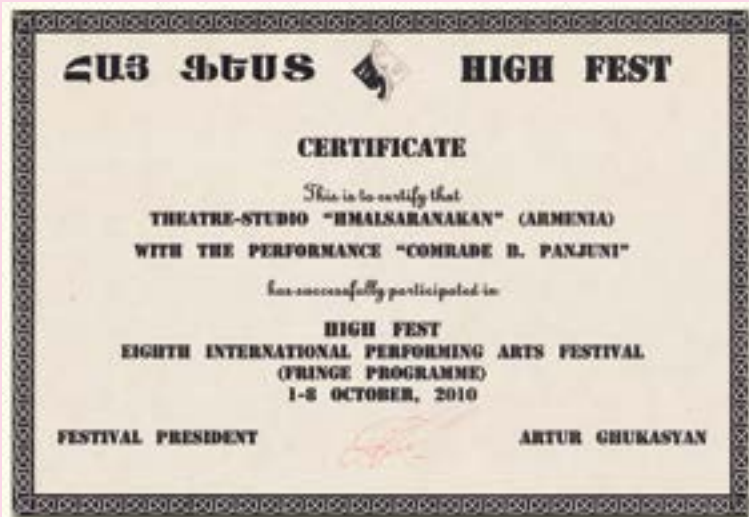 ՀԱՅ ՖԵՍՏ HIGH FEST
CERTIFICATE
This is to certify that
THEATRE-STUDIO "HMALSARANAKAN" (ARMENIA)
WITH THE PERFORMANCE "COMRADE B. PANJUNI"
has successfully participated in
HIGH FEST
EIGHTH INTERNATIONAL PERFORMING ARTS FESTIVAL
(FRINGE PROGRAMME)
1-8 OCTOBER, 2010
FESTIVAL PRESIDENT ARTUR GHUKASYAN